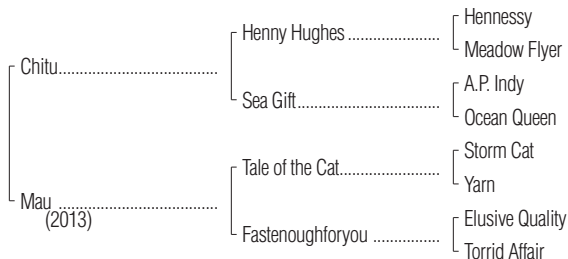 Hennessy
Henny Hughes ........................
Meadow Flyer
Chitu..........................................
A.P. Indy
Sea Gift.....................................
Ocean Queen
Storm Cat
Tale of the Cat..........................
Yarn
Mau ..........................................
(2013)
Elusive Quality
Fastenoughforyou .................
Torrid Affair